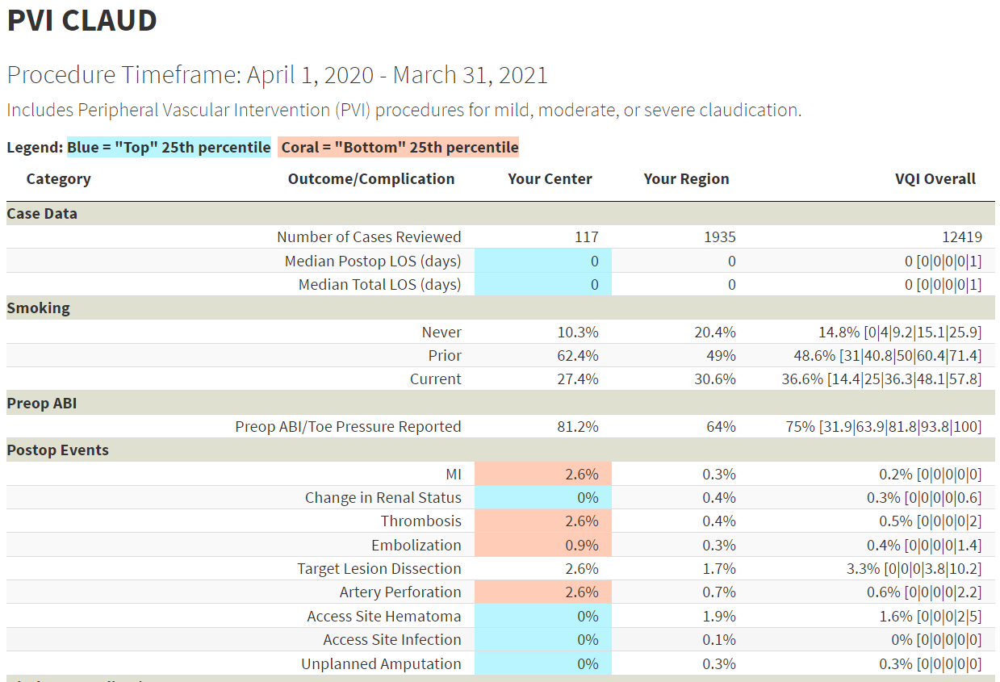 PVI CLAUD
Procedure Timeframe: April 1, 2020 - March 31, 2021
Includes Peripheral Vascular Intervention (PVI) procedures for mild, moderate, or severe claudication.
Legend: Blue = "Top" 25th percentile Coral = "Bottom" 25th percentile
Category Outcome/Complication Your Center Your Region VQI Overall
Case Data
Number of Cases Reviewed 117 1935 12419
Median Postop LOS (days) 0 0 0 [0|0|0|0|1]
Median Total LOS (days) 0 0 0 [0|0|0|0|1]
Smoking
Never 10.3% 20.4% 14.8% [0|4|9.2|15.1|25.9]
Prior 62.4% 49% 48.6% [31|40.8|50|60.4|71.4]
Current 27.4% 30.6% 36.6% [14.4|25|36.3|48.1|57.8]
Preop ABI
Preop ABI/Toe Pressure Reported 81.2% 64% 75% [31.9|63.9|81.8|93.8|100]
Postop Events
MI 2.6% 0.3% 0.2% [0|0|0|0|0]
Change in Renal Status 0% 0.4% 0.3% [0|0|0|0|0.6]
Thrombosis 2.6% 0.4% 0.5% [0|0|0|0|2]
Embolization 0.9% 0.3% 0.4% [0|0|0|0|1.4]
Target Lesion Dissection 2.6% 1.7% 3.3% [0|0|0|3.8|10.2]
Artery Perforation 2.6% 0.7% 0.6% [0|0|0|0|2.2]
Access Site Hematoma 0% 1.9% 1.6% [0|0|0|2|5]
Access Site Infection 0% 0.1% 0% [0|0|0|0|0]
Unplanned Amputation 0% 0.3% 0.3% [0|0|0|0|0]